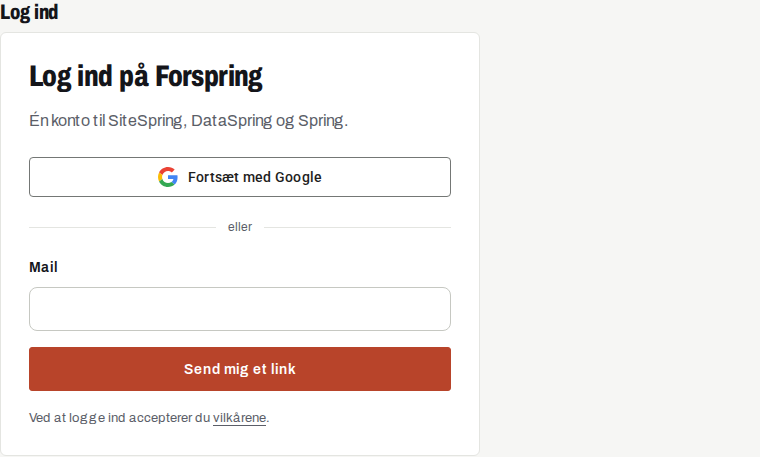 Log ind
Log ind på Forspring
Én konto til SiteSpring, DataSpring og Spring.
Fortsæt med Google
eller
Mail
Send mig et link
Ved at logge ind accepterer du vilkårene.